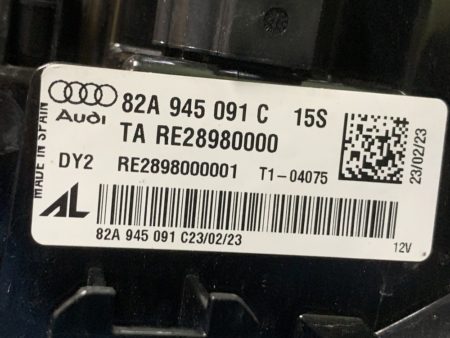 MADE IN SPAIN
Audi
82A 945 091 C 15S
TA RE28980000
DY2 RE2898000001 T1-04075
23/02/23
AL
82A 945 091 C23/02/23
12V